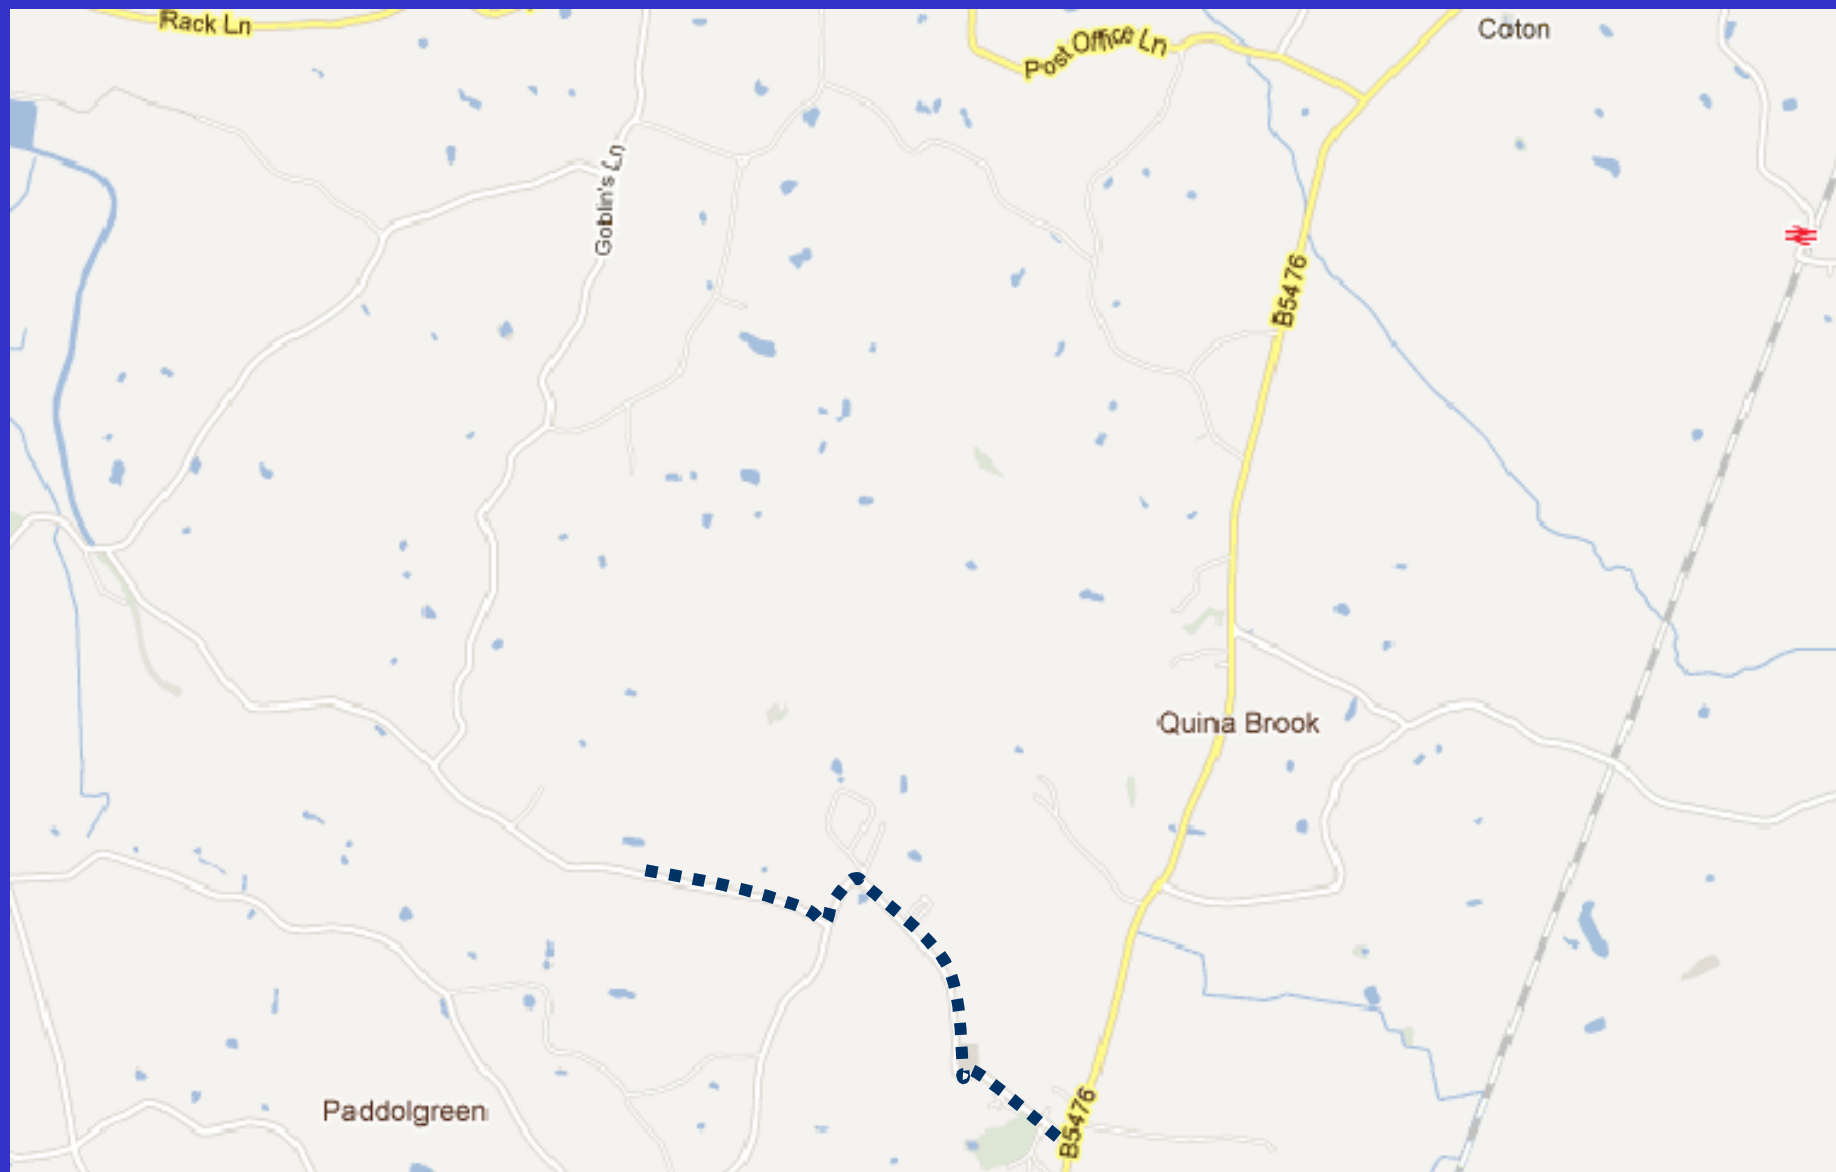 Rack Ln
Post Office Ln
Coton
Goblin's Ln
B5476
Quina Brook
Paddolgreen
B5476